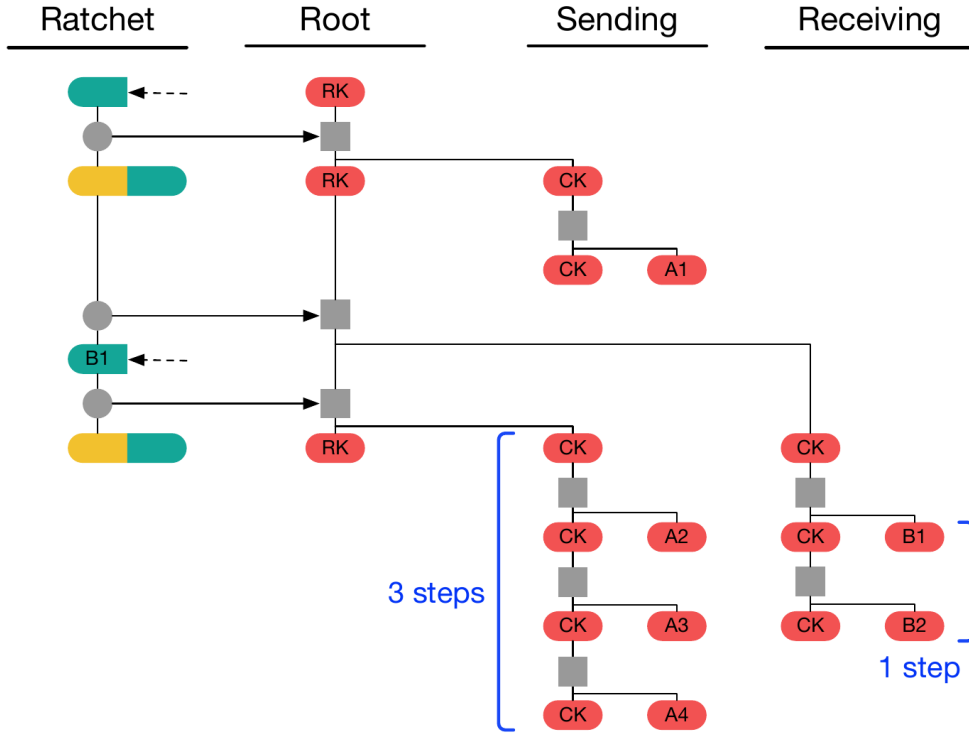 Ratchet Root Sending Receiving
RK
RK CK
CK A1
B1
RK CK CK
CK A2 CK B1
3 steps
CK A3 CK B2
1 step
CK A4